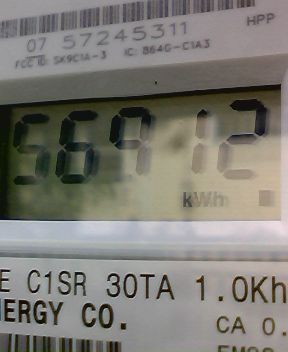 HPP
07 57245311
FCC ID: SK9C1A-3 IC: 864G-C1A3
56912
kWh
E C1SR 30TA 1.0Kh
NERGY CO.
CA 0.